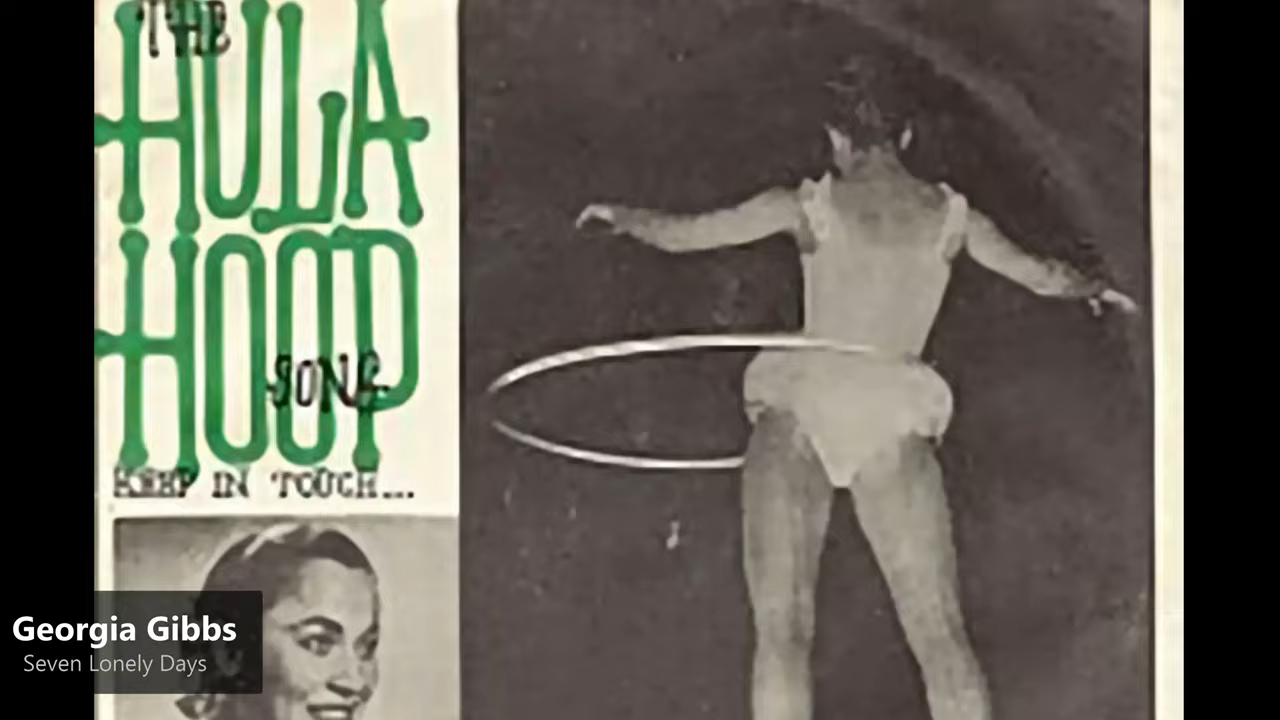 THE
HULA
HOOP
SONG
KEEP IN TOUCH...
Georgia Gibbs
Seven Lonely Days